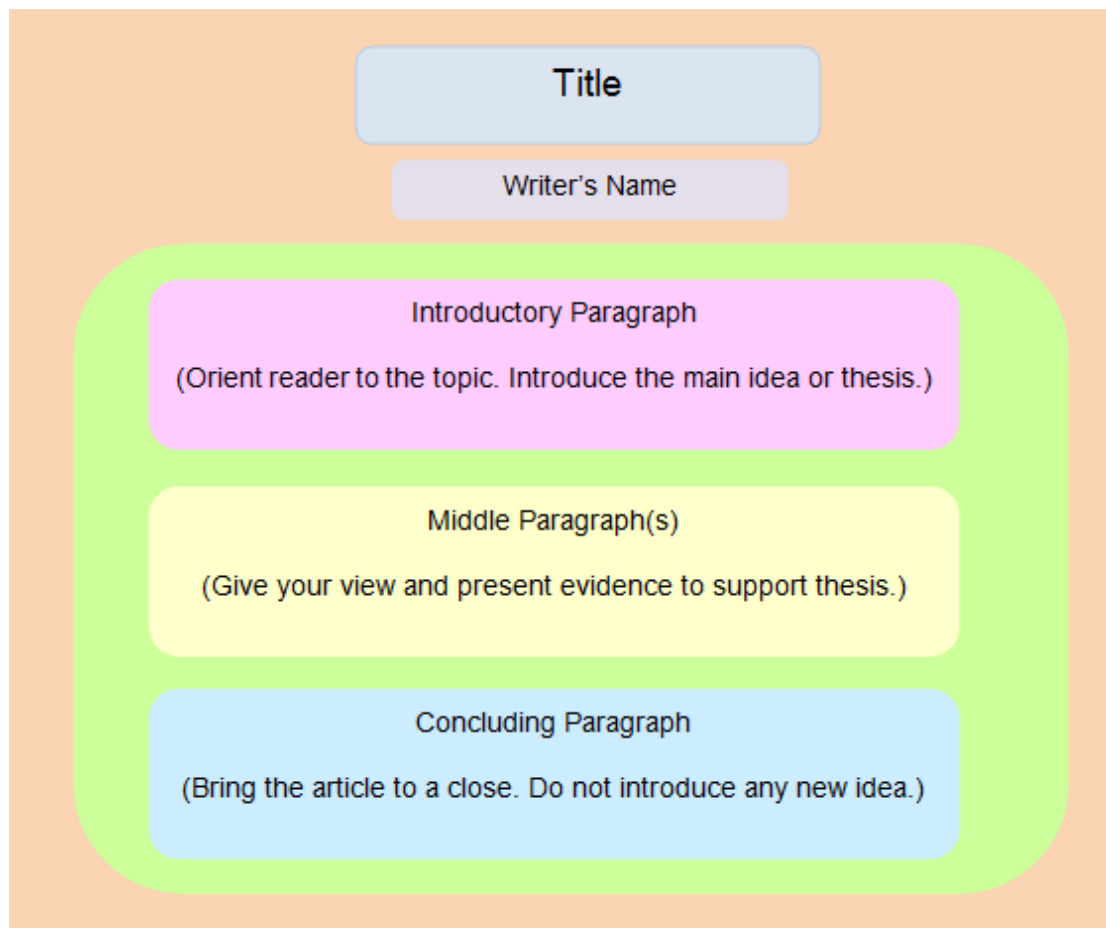 Title
Writer’s Name
Introductory Paragraph
(Orient reader to the topic. Introduce the main idea or thesis.)
Middle Paragraph(s)
(Give your view and present evidence to support thesis.)
Concluding Paragraph
(Bring the article to a close. Do not introduce any new idea.)